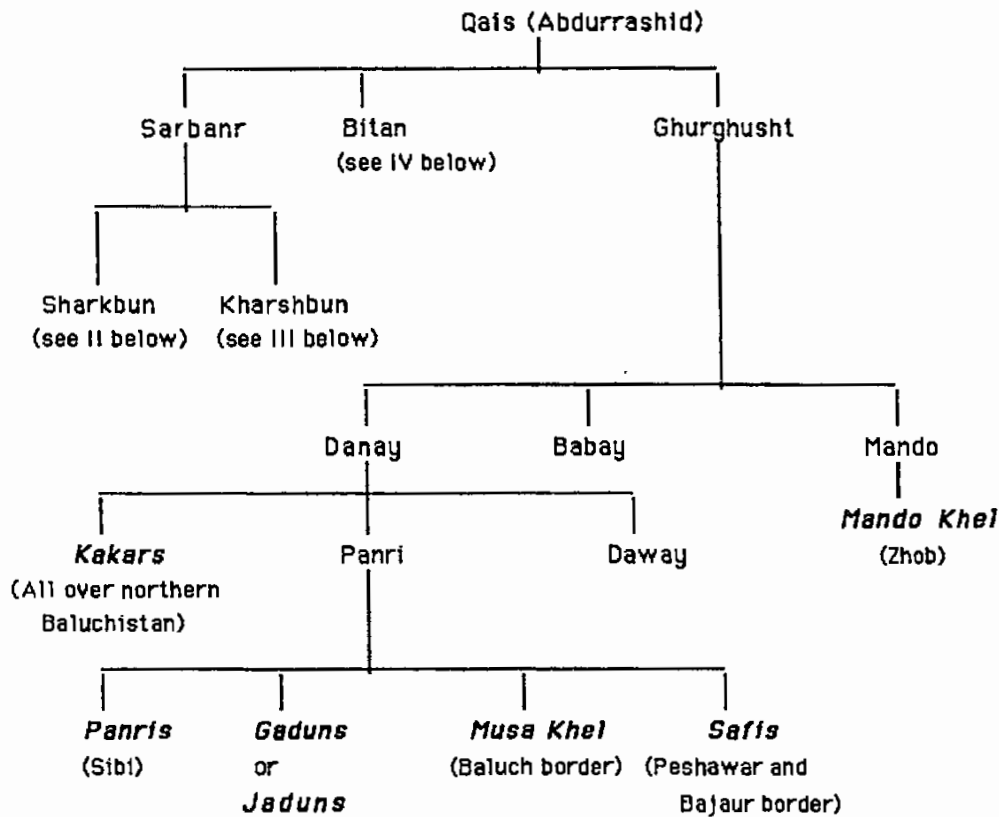 Qais (Abdurrashid)
Sarbanr Bitan Ghurghusht
(see IV below)
Sharkbun Kharshbun
(see II below) (see III below)
Danay Babay Mando
Kakars Panri Daway Mando Khel
(All over northern (Zhob)
Baluchistan)
Panris Gaduns Musa Khel Safis
(Sibi) or (Baluch border) (Peshawar and
Jaduns Bajaur border)